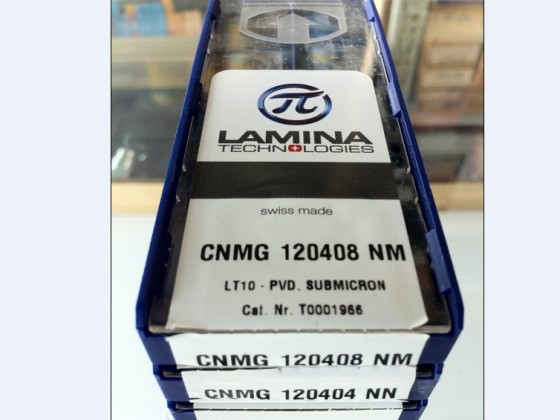 LAMINA
TECHNOLOGIES
swiss made
CNMG 120408 NM
LT10 - PVD, SUBMICRON
Cat. Nr. T0001966
CNMG 120408 NM
CNMG 120404 NN